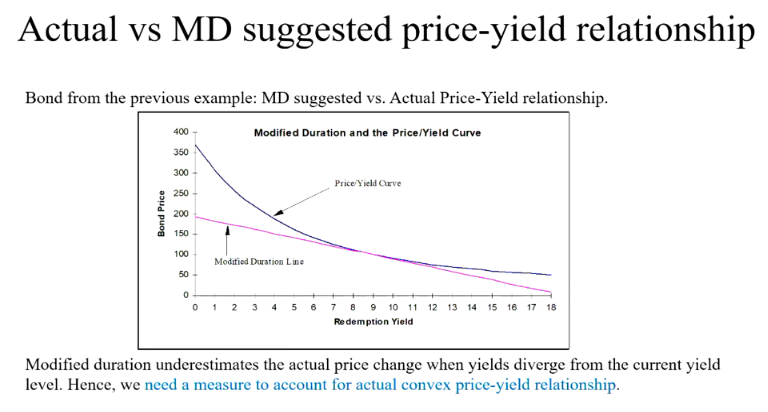 Actual vs MD suggested price-yield relationship
Bond from the previous example: MD suggested vs. Actual Price-Yield relationship.
Modified Duration and the Price/Yield Curve
400
350
300
250
200
150
100
50
0
Bond Price
Price/Yield Curve
Modified Duration Line
0 1 2 3 4 5 6 7 8 9 10 11 12 13 14 15 16 17 18
Redemption Yield
Modified duration underestimates the actual price change when yields diverge from the current yield
level. Hence, we need a measure to account for actual convex price-yield relationship.